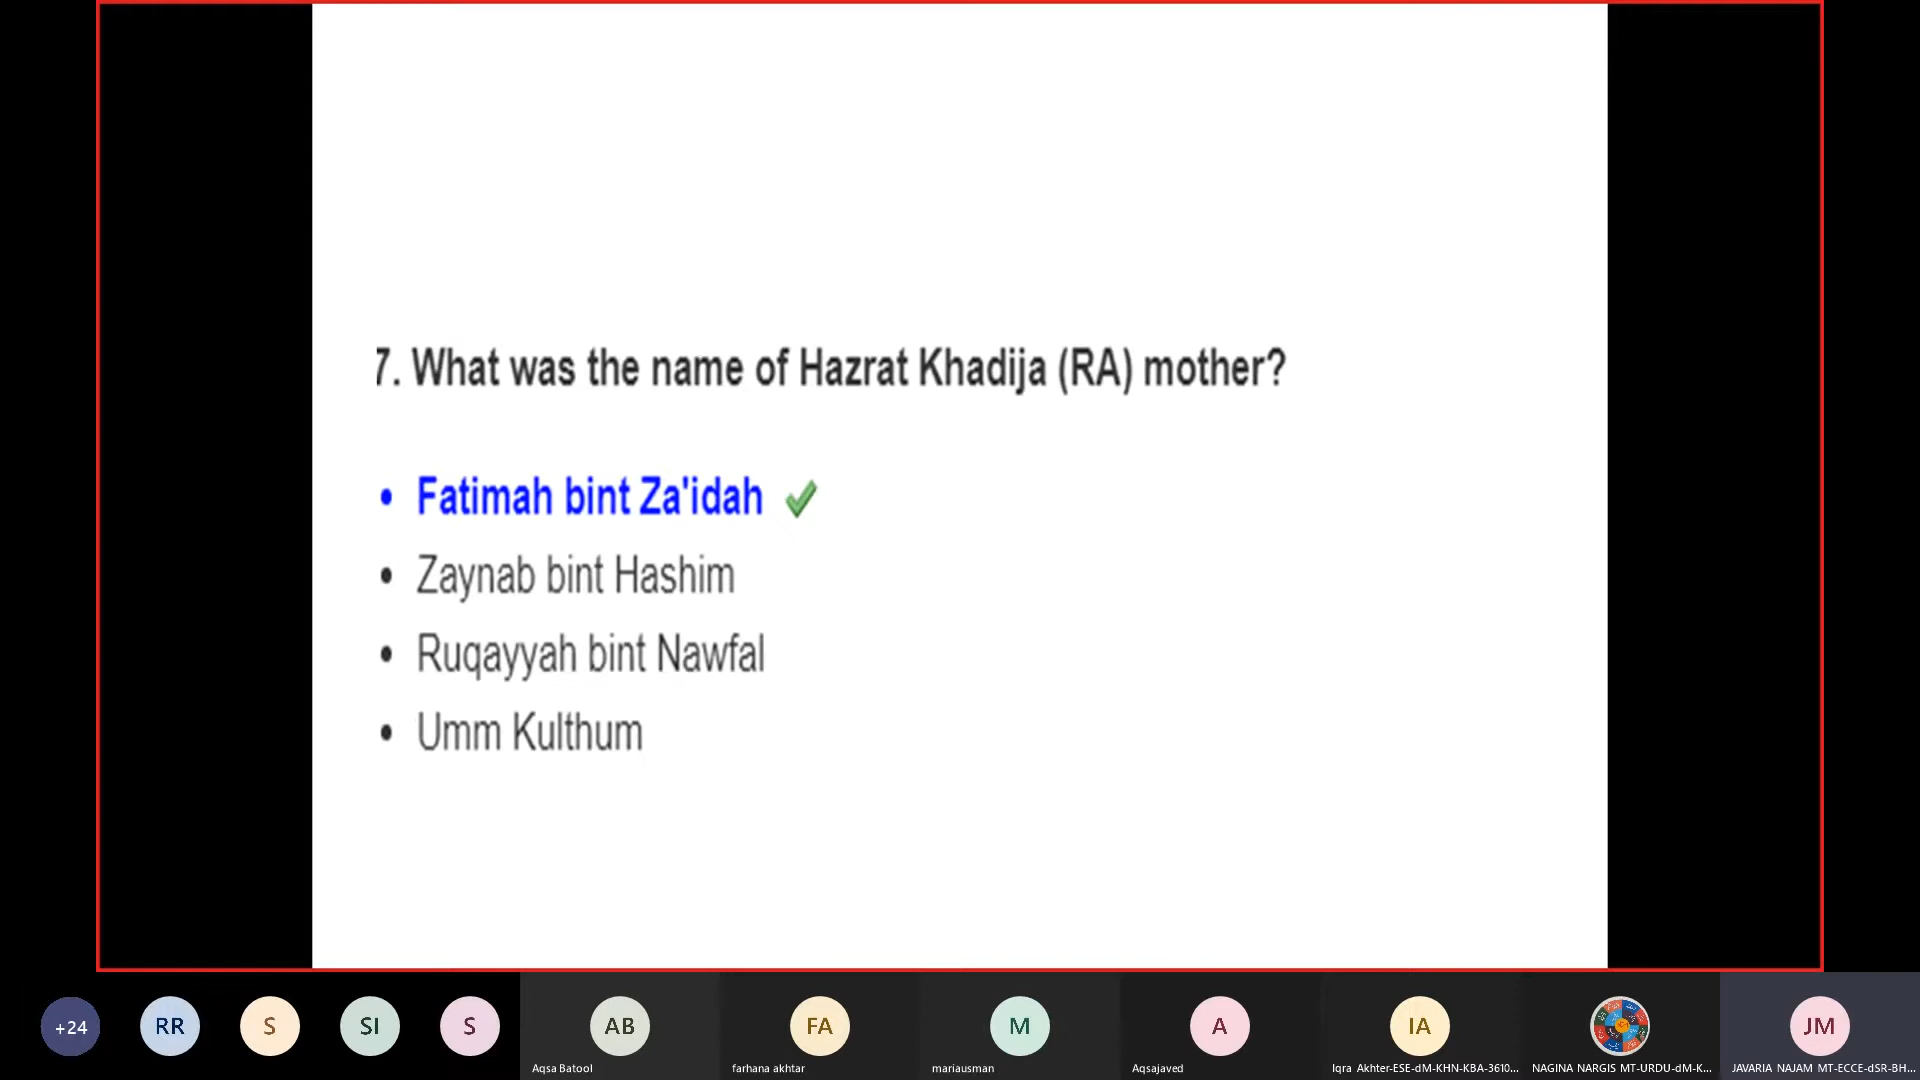 7. What was the name of Hazrat Khadija (RA) mother?
• Fatimah bint Za'idah
• Zaynab bint Hashim
• Ruqayyah bint Nawfal
• Umm Kulthum
+24 RR S SI S AB FA M A IA JM
Aqsa Batool farhana akhtar mariausman Aqsajaved Iqra Akhter-ESE-dM-KHN-KBA-3610... NAGINA NARGIS MT-URDU-dM-K... JAVARIA NAJAM MT-ECCE-dSR-BH...